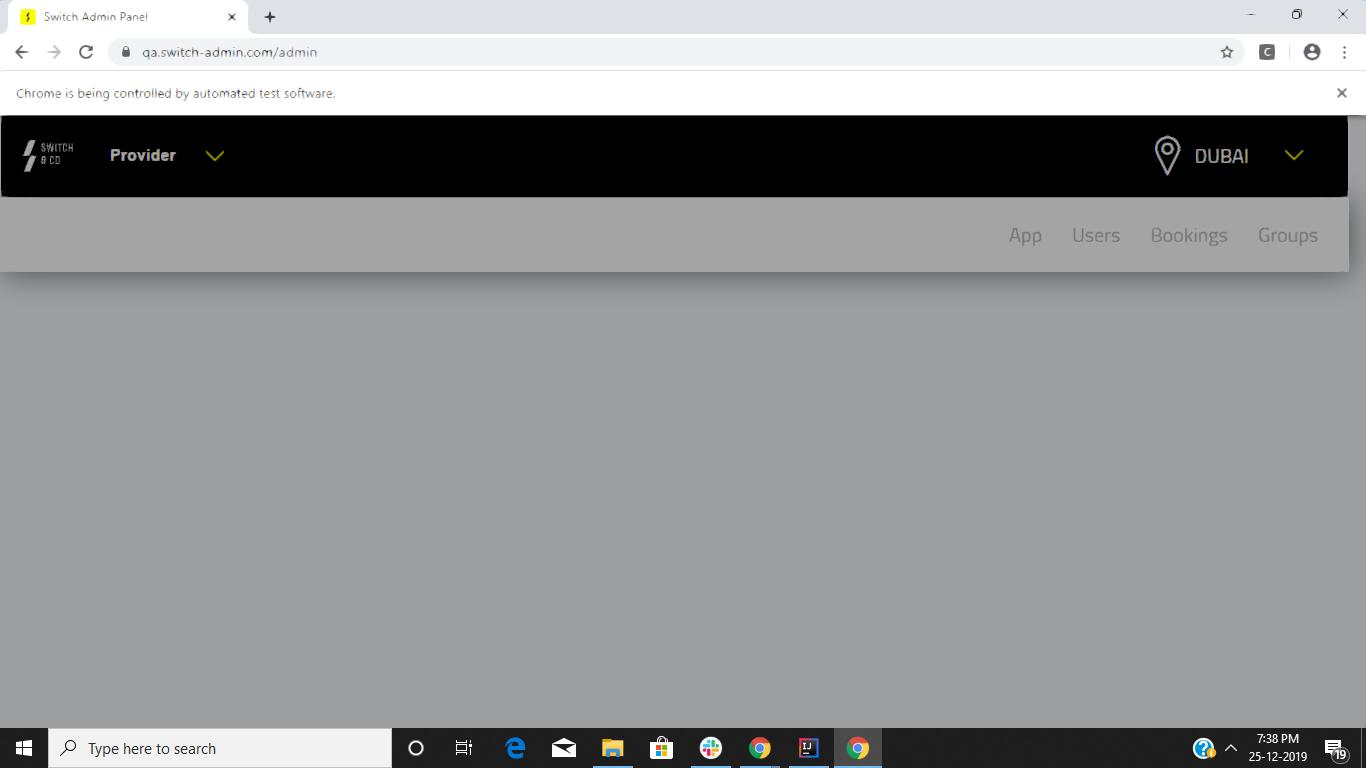 Switch Admin Panel
qa.switch-admin.com/admin
C
Chrome is being controlled by automated test software.
SWITCH
& CO
Provider
DUBAI
App Users Bookings Groups
Type here to search
IJ
7:38 PM
25-12-2019
19